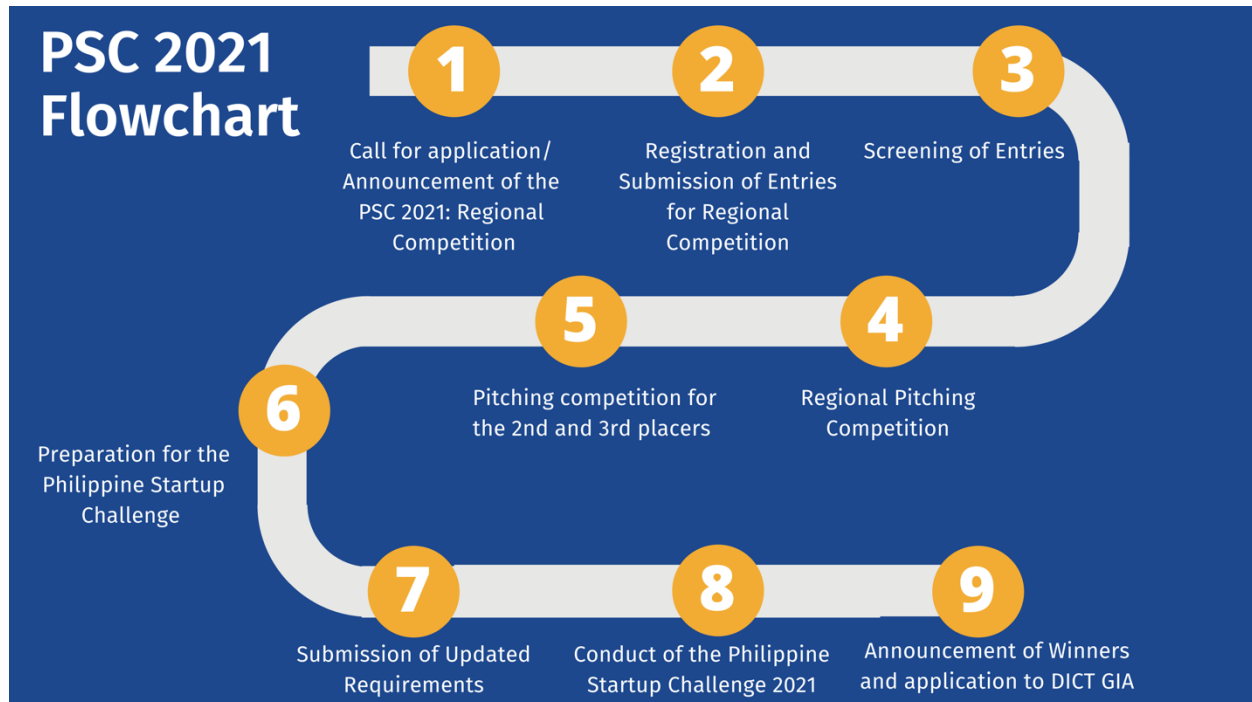 PSC 2021
Flowchart
1
Call for application/
Announcement of the
PSC 2021: Regional
Competition
2
Registration and
Submission of Entries
for Regional
Competition
3
Screening of Entries
4
Regional Pitching
Competition
5
Pitching competition for
the 2nd and 3rd placers
6
Preparation for the
Philippine Startup
Challenge
7
Submission of Updated
Requirements
8
Conduct of the Philippine
Startup Challenge 2021
9
Announcement of Winners
and application to DICT GIA